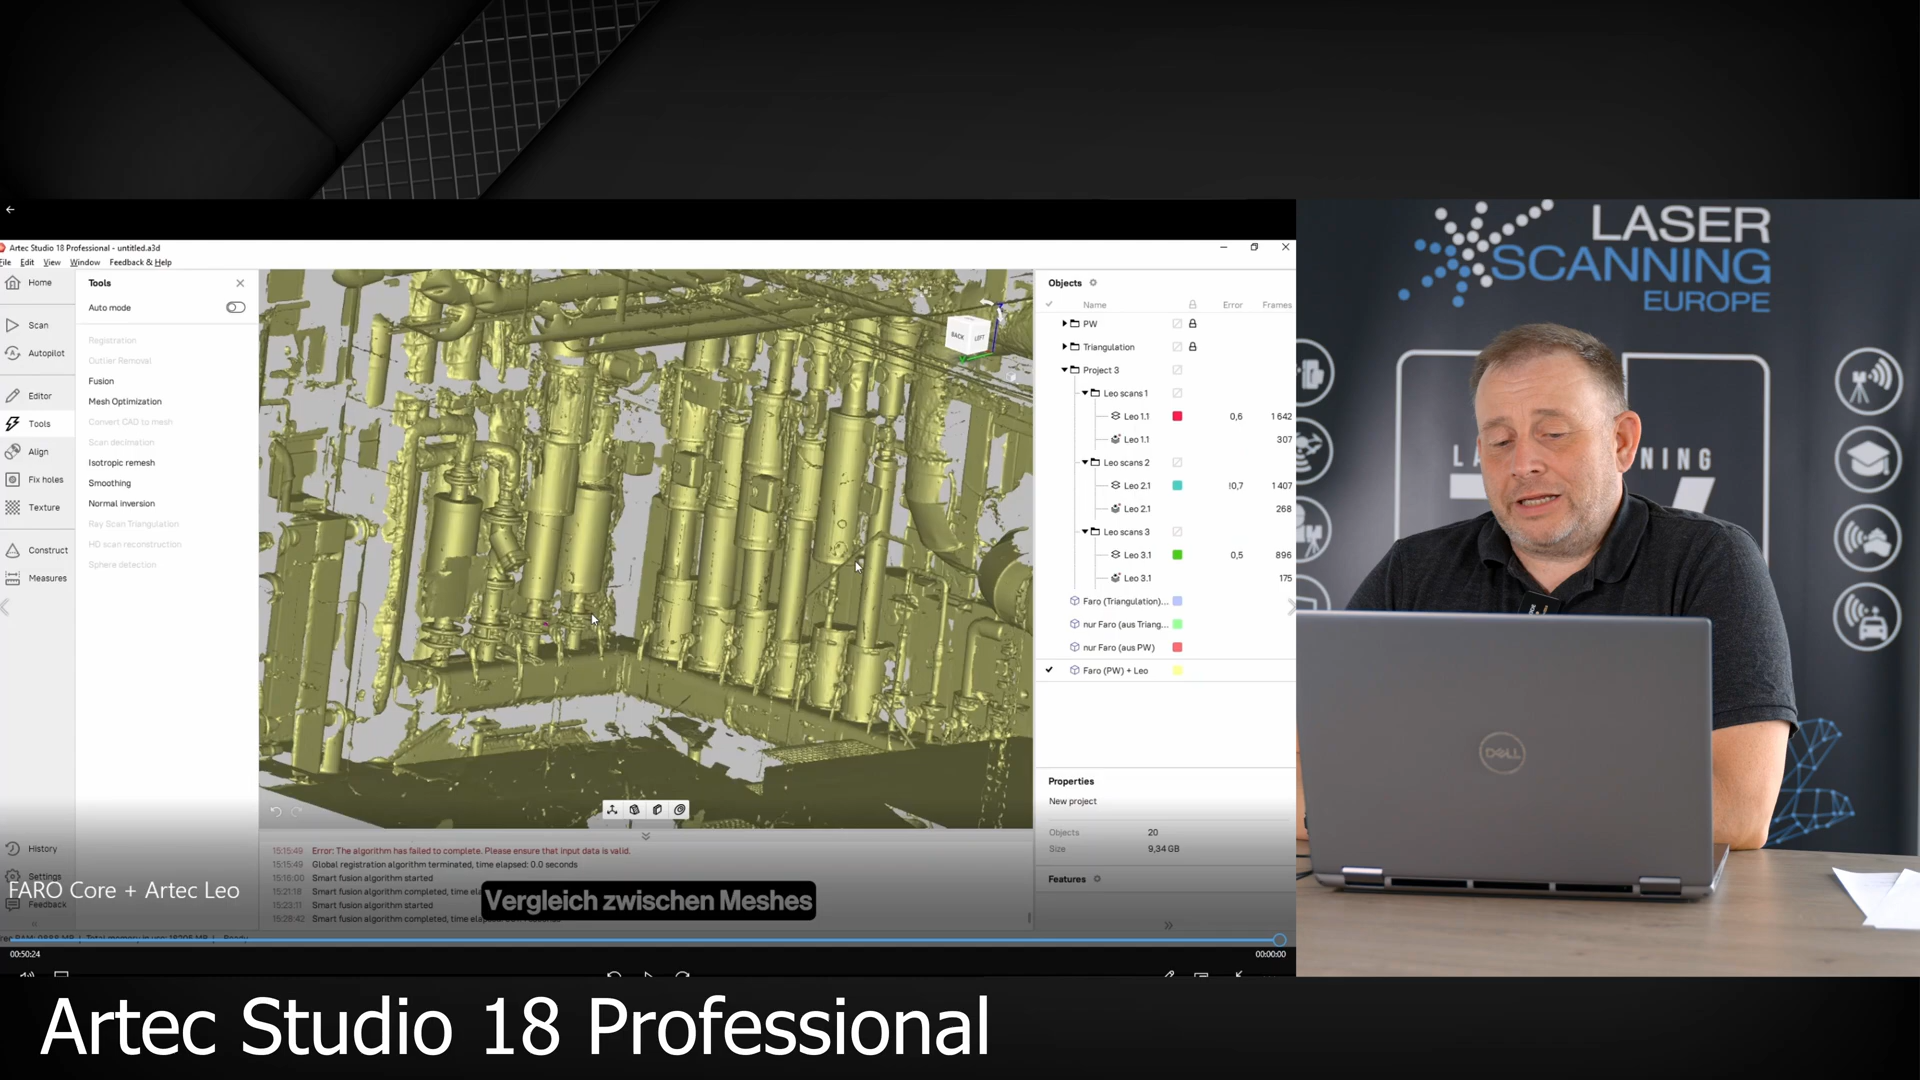 Artec Studio 18 Professional - untitled.a3d
File Edit View Window Feedback & Help
Home
Scan
Autopilot
Editor
Tools
Align
Fix holes
Texture
Construct
Measures
History
Settings
Feedback
Tools
Auto mode
Registration
Outlier Removal
Fusion
Mesh Optimization
Convert CAD to mesh
Scan decimation
Isotropic remesh
Smoothing
Normal inversion
Ray Scan Triangulation
HD scan reconstruction
Sphere detection
BACK LEFT
15:15:49 Error: The algorithm has failed to complete. Please ensure that input data is valid.
15:15:49 Global registration algorithm terminated, time elapsed: 0.0 seconds
15:16:00 Smart fusion algorithm started
15:21:18 Smart fusion algorithm completed, time
15:23:11 Smart fusion algorithm started
15:28:42 Smart fusion algorithm completed, time
Vergleich zwischen Meshes
FARO Core + Artec Leo
00:50:24
00:00:00
Objects
Name Error Frames
PW
Triangulation
Project 3
Leo scans 1
Leo 1.1 0,6 1 642
Leo 1.1 307
Leo scans 2
Leo 2.1 !0,7 1 407
Leo 2.1 268
Leo scans 3
Leo 3.1 0,5 896
Leo 3.1 175
Faro (Triangulation)...
nur Faro (aus Triang...
nur Faro (aus PW)
Faro (PW) + Leo
Properties
New project
Objects 20
Size 9,34 GB
Features
LASER
SCANNING
EUROPE
DELL
Artec Studio 18 Professional